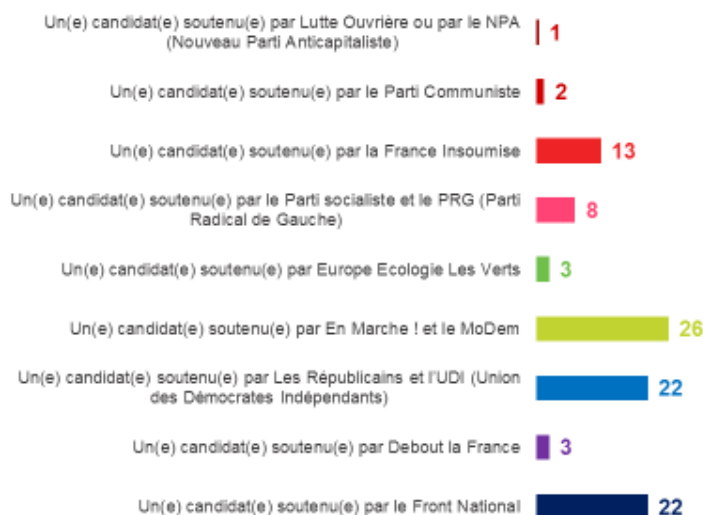 Un(e) candidat(e) soutenu(e) par Lutte Ouvrière ou par le NPA
(Nouveau Parti Anticapitaliste)
1
Un(e) candidat(e) soutenu(e) par le Parti Communiste
2
Un(e) candidat(e) soutenu(e) par la France Insoumise
13
Un(e) candidat(e) soutenu(e) par le Parti socialiste et le PRG (Parti
Radical de Gauche)
8
Un(e) candidat(e) soutenu(e) par Europe Ecologie Les Verts
3
Un(e) candidat(e) soutenu(e) par En Marche ! et le MoDem
26
Un(e) candidat(e) soutenu(e) par Les Républicains et l'UDI (Union
des Démocrates Indépendants)
22
Un(e) candidat(e) soutenu(e) par Debout la France
3
Un(e) candidat(e) soutenu(e) par le Front National
22